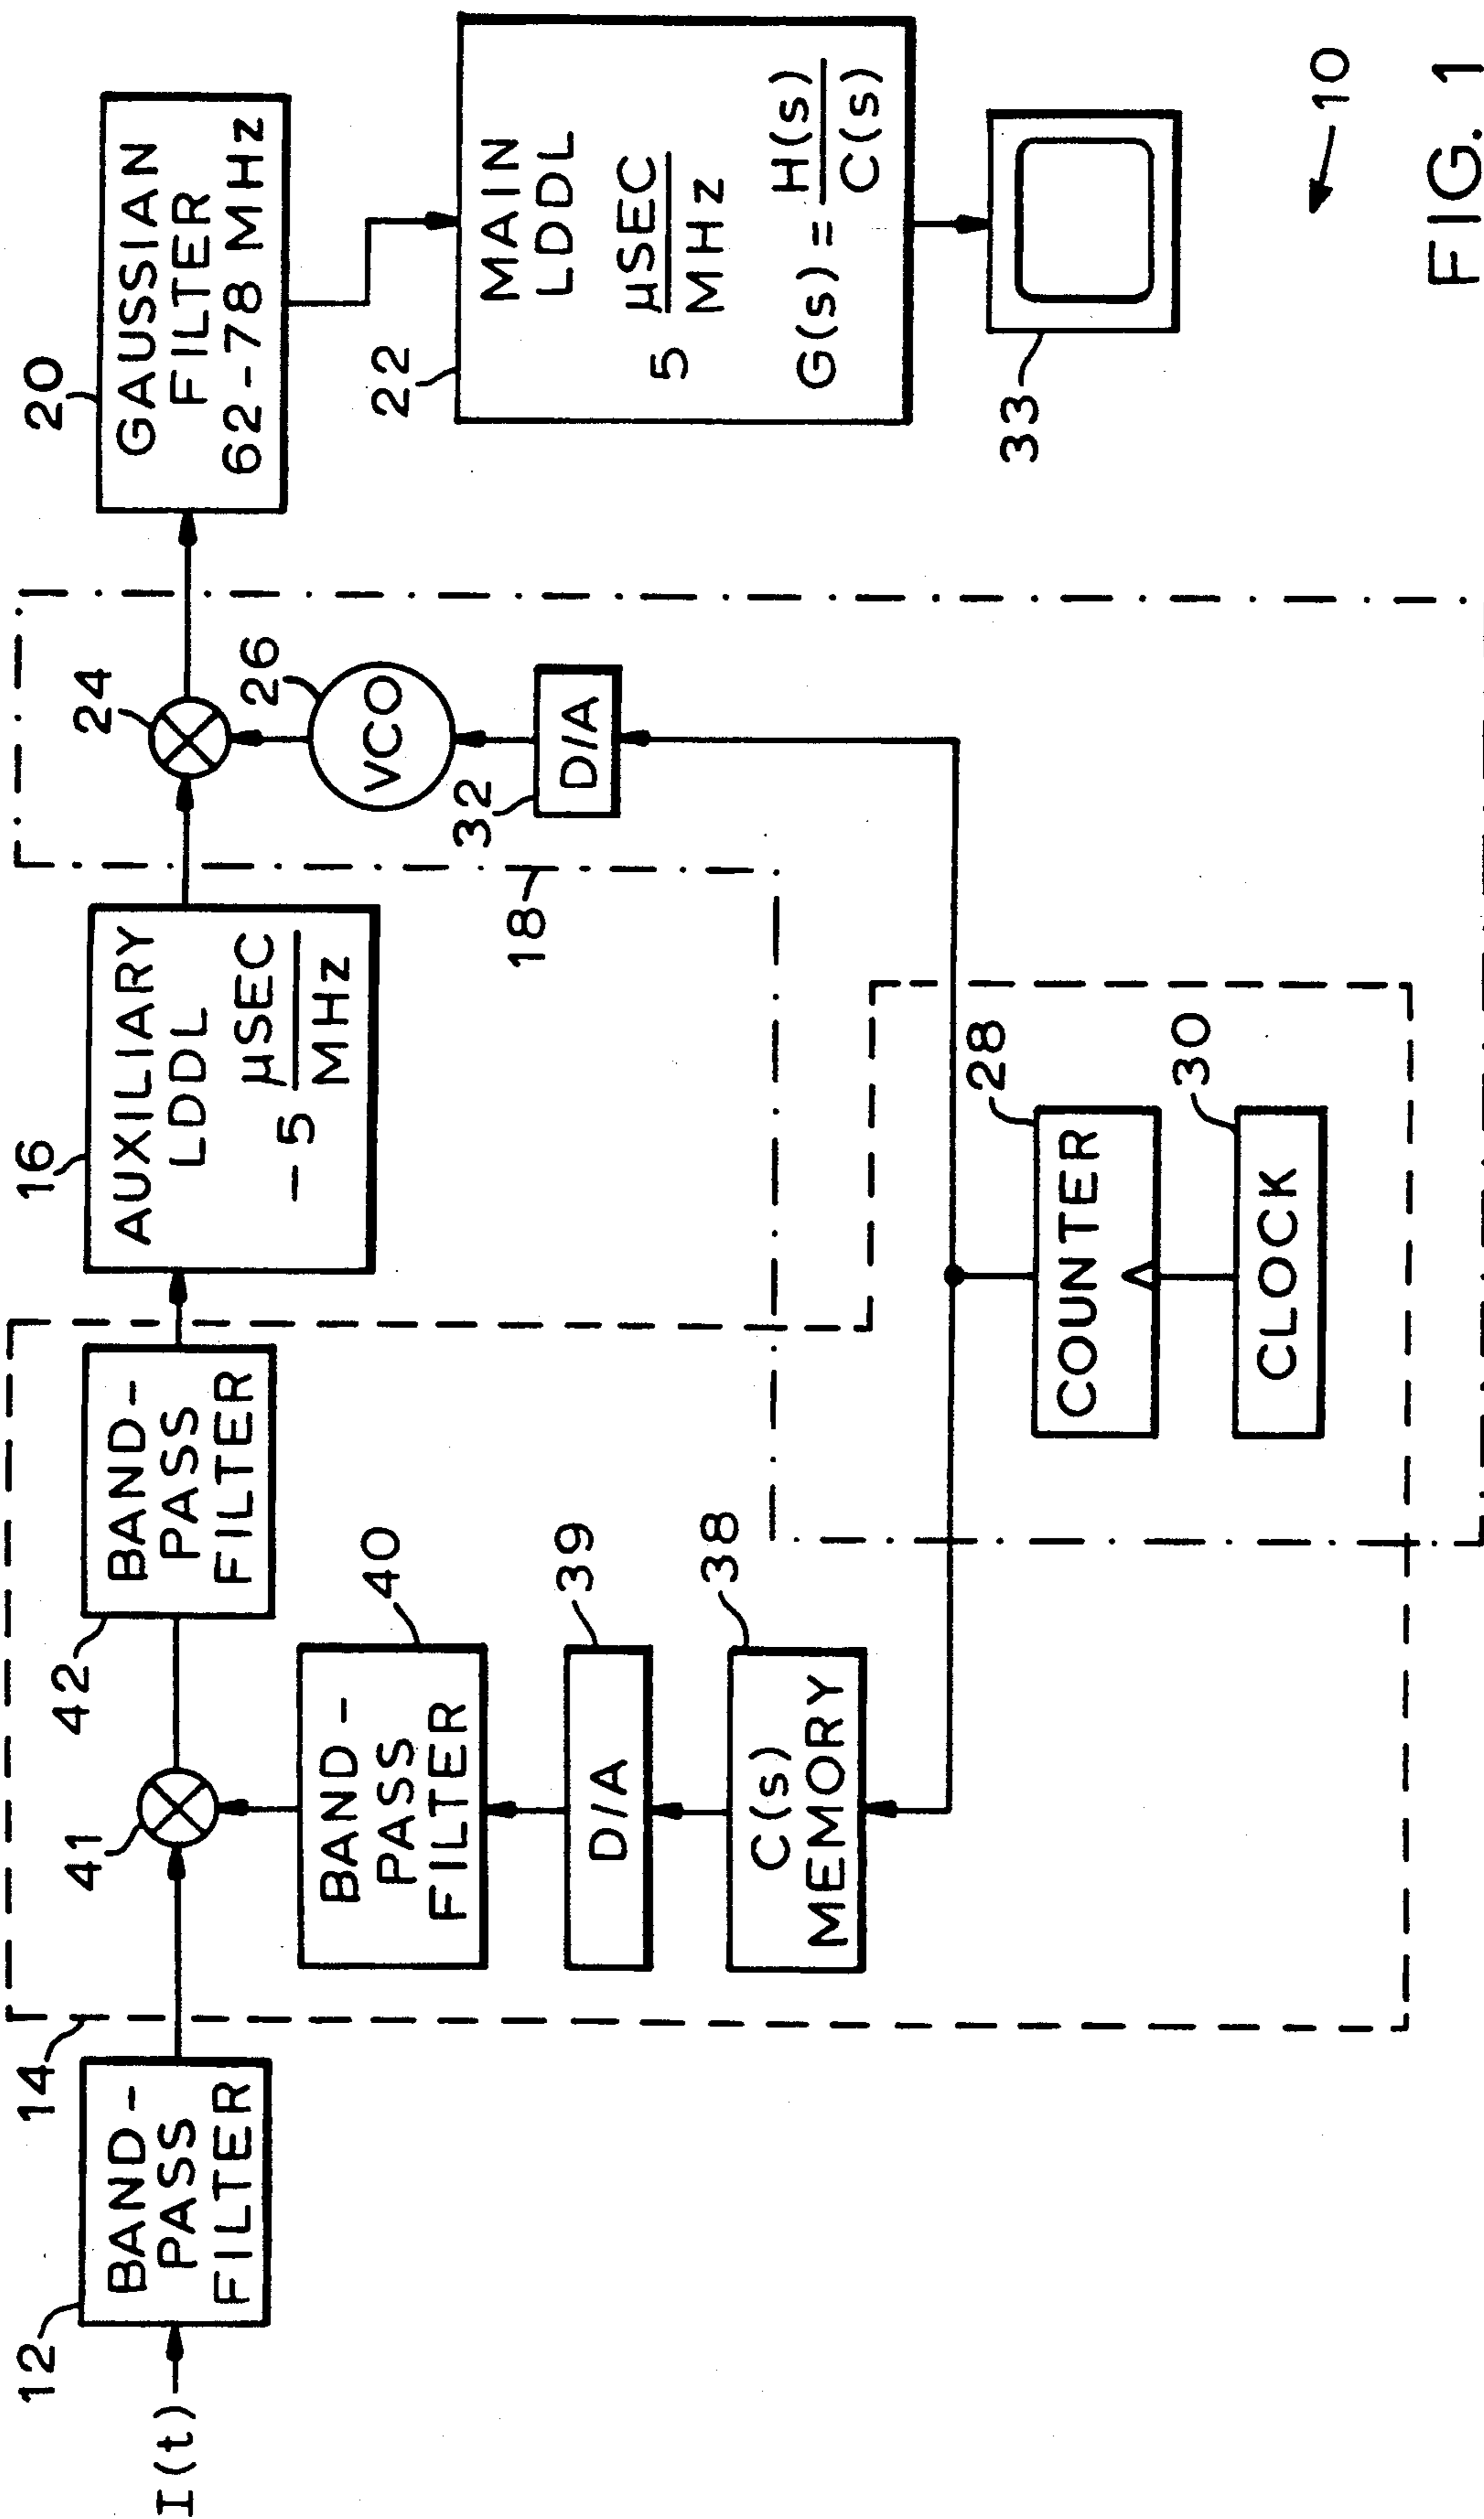 I(t)
12
BAND-
PASS
FILTER
14
41
42
BAND-
PASS
FILTER
40
BAND-
PASS
FILTER
39
D/A
38
C(s)
MEMORY
16
AUXILIARY
LDDL
-5 μSEC
MHz
18
28
COUNTER
30
CLOCK
24
26
VCO
32
D/A
20
GAUSSIAN
FILTER
62-78 MHz
22
MAIN
LDDL
5 μSEC
MHz
G(s) = H(s)
C(s)
33
10
FIG. 1